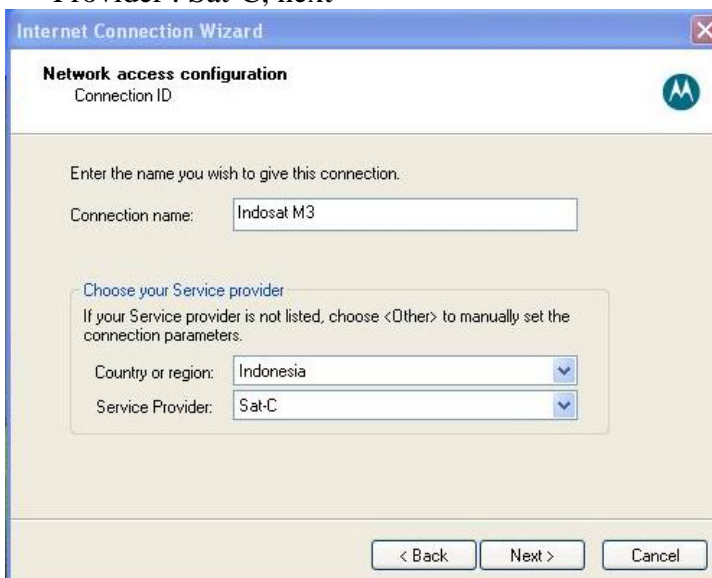 Provider : Sat-C, next
Internet Connection Wizard
Network access configuration
Connection ID
Enter the name you wish to give this connection.
Connection name: Indosat M3
Choose your Service provider
If your Service provider is not listed, choose <Other> to manually set the
connection parameters.
Country or region: Indonesia
Service Provider: Sat-C
< Back Next > Cancel